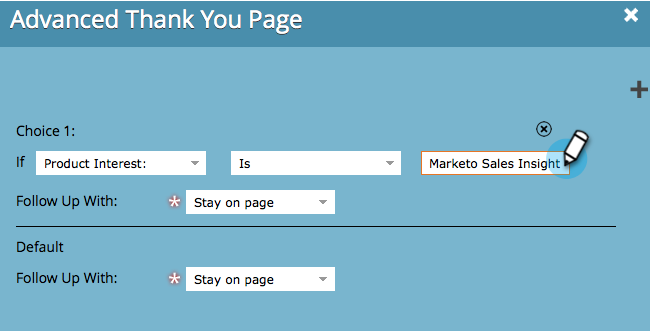 Advanced Thank You Page
Choice 1:
If Product Interest: Is Marketo Sales Insight
Follow Up With: * Stay on page
Default
Follow Up With: * Stay on page